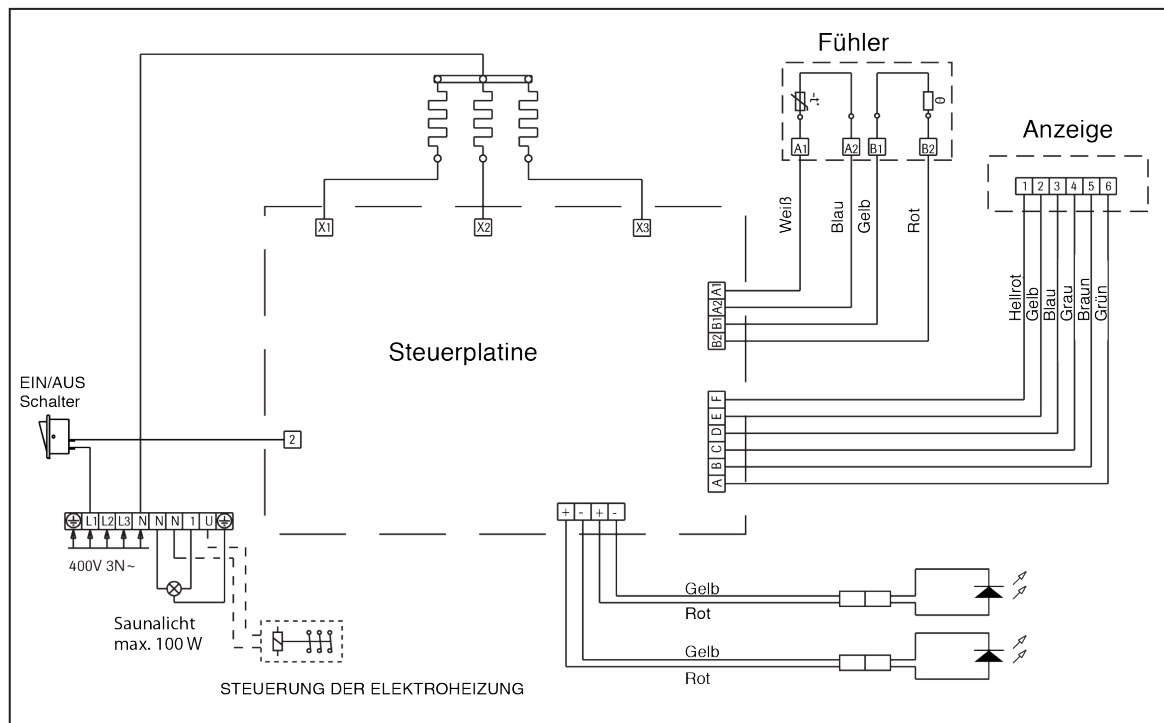 Fühler
-t°
θ
A1 A2 B1 B2
Anzeige
1 2 3 4 5 6
Weiß
Blau
Gelb
Rot
Hellrot
Gelb
Blau
Grau
Braun
Grün
X1 X2 X3
A1
A2
B1
B2
Steuerplatine
F
E
D
C
B
A
EIN/AUS
Schalter
2
L1 L2 L3 N N N 1 U
400V 3N~
+ - + -
Saunalicht
max. 100 W
STEUERUNG DER ELEKTROHEIZUNG
Gelb
Rot
Gelb
Rot